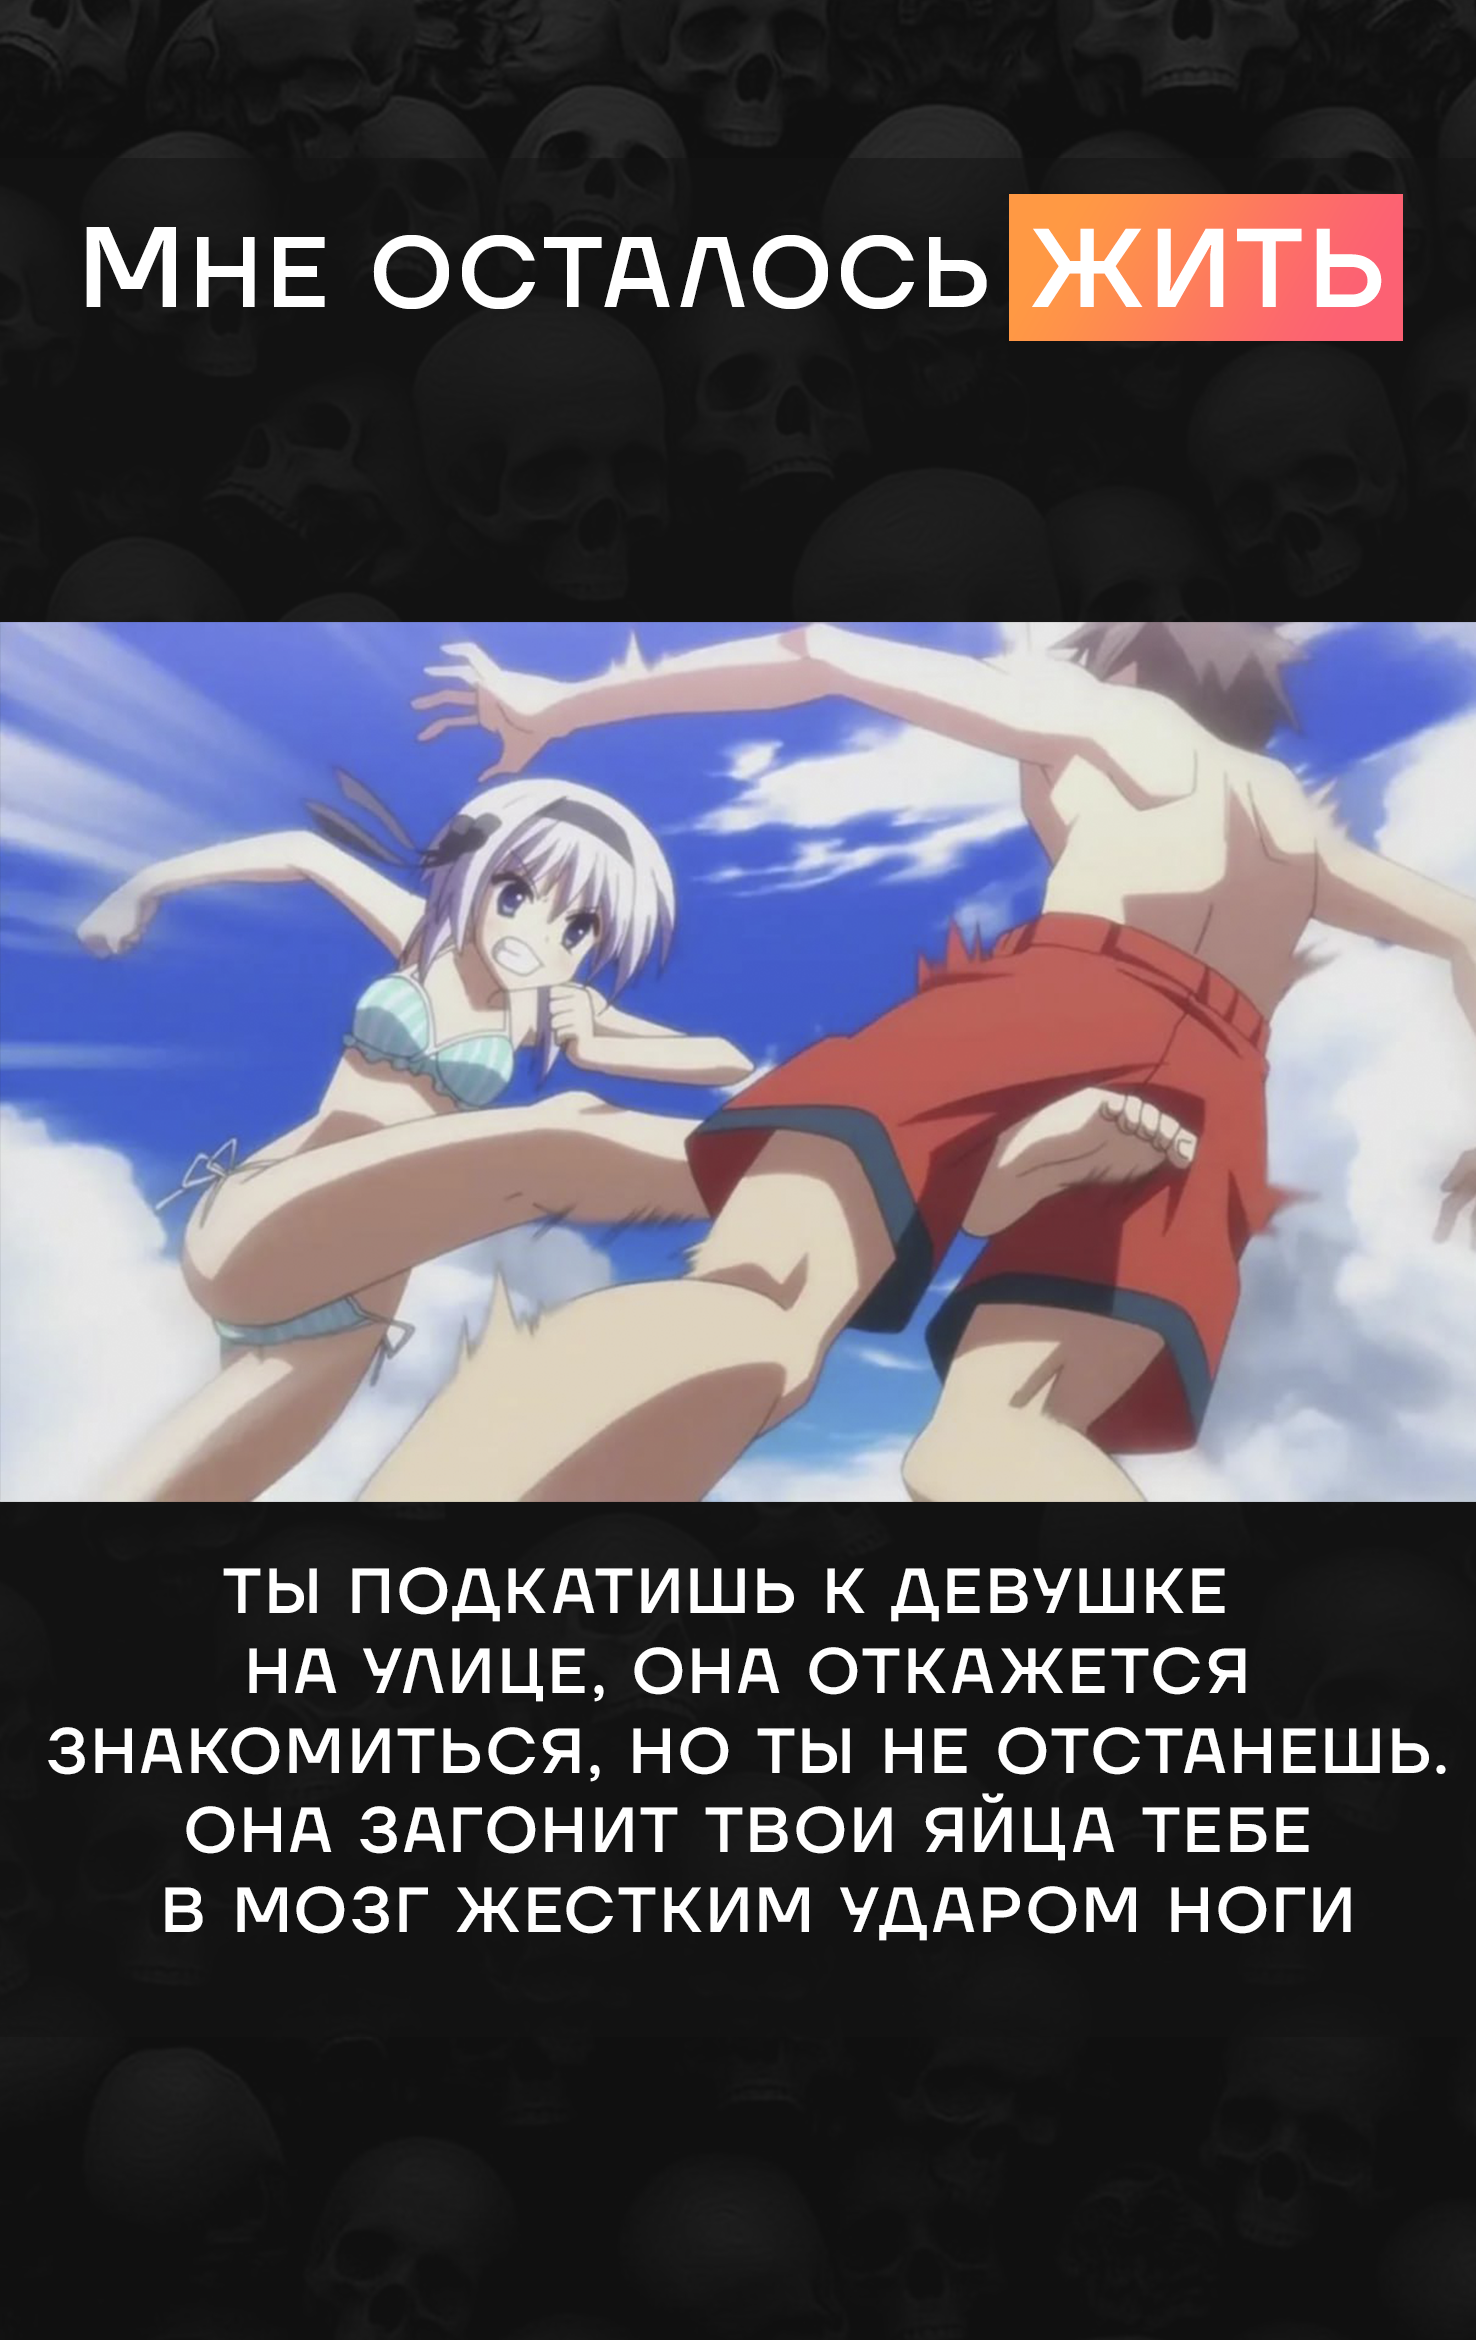 Мне осталось жить
ты подкатишь к девушке
на улице, она откажется
знакомиться, но ты не отстанешь.
она загонит твои яйца тебе
в мозг жестким ударом ноги